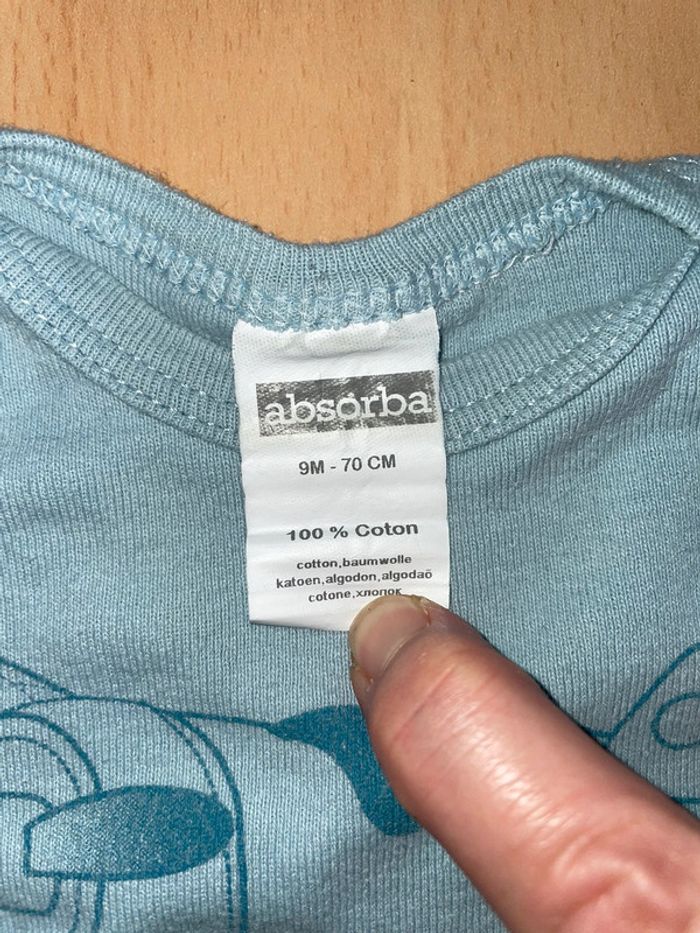 absorba
9M - 70 CM
100 % Coton
cotton,baumwolle
katoen,algodon,algodaõ
cotone,хлопок